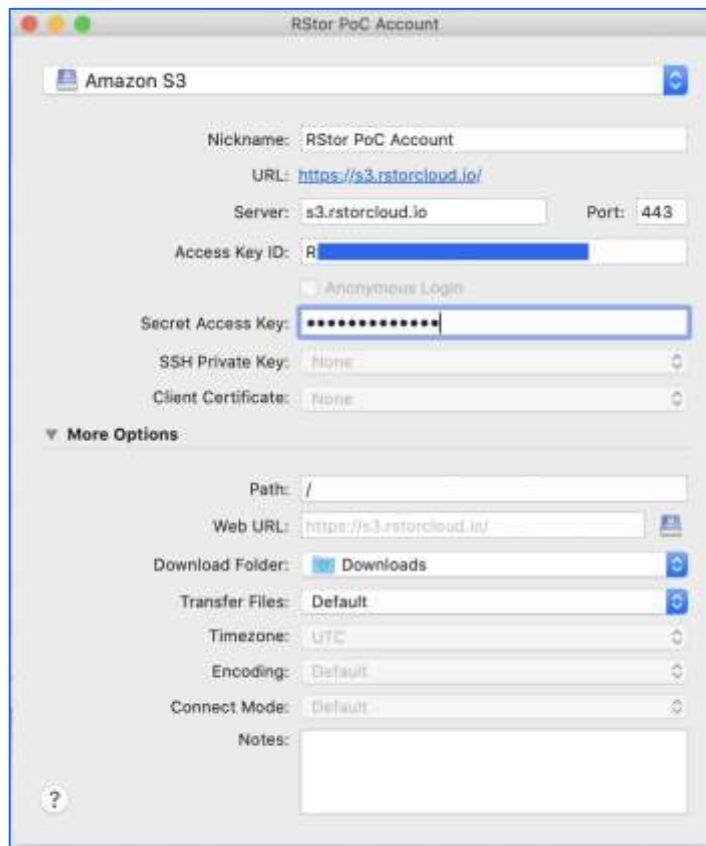 RStor PoC Account
Amazon S3
Nickname: RStor PoC Account
URL: https://s3.rstorcloud.io/
Server: s3.rstorcloud.io Port: 443
Access Key ID: R
Anonymous Login
Secret Access Key: •••••••••••••
SSH Private Key: None
Client Certificate: None
More Options
Path: /
Web URL: https://s3.rstorcloud.io/
Download Folder: Downloads
Transfer Files: Default
Timezone: UTC
Encoding: Default
Connect Mode: Default
Notes:
?